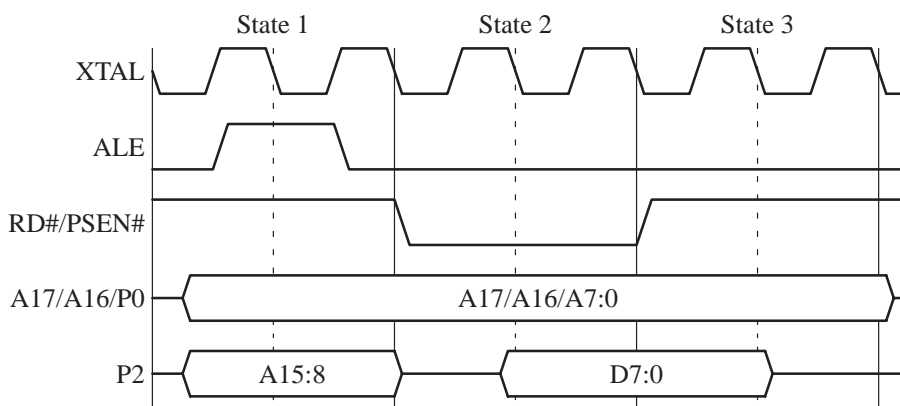 State 1 State 2 State 3
XTAL
ALE
RD#/PSEN#
A17/A16/P0 A17/A16/A7:0
P2 A15:8 D7:0